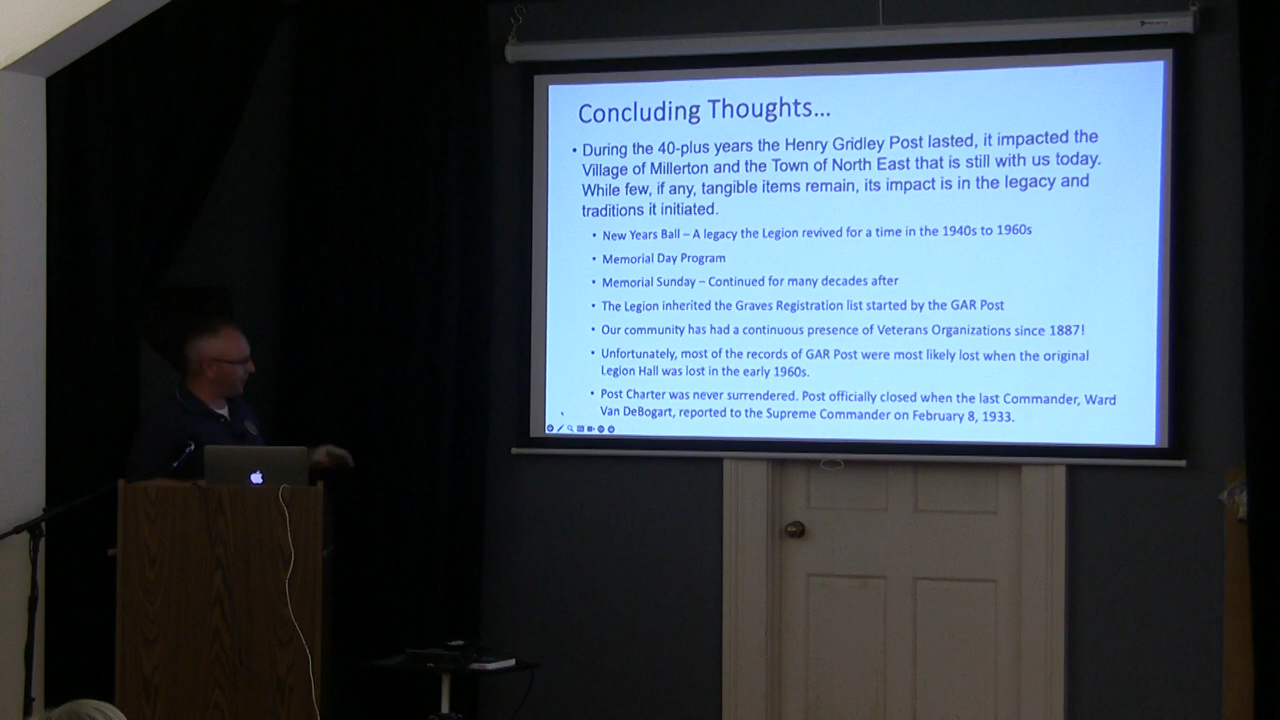 Concluding Thoughts...
• During the 40-plus years the Henry Gridley Post lasted, it impacted the
Village of Millerton and the Town of North East that is still with us today.
While few, if any, tangible items remain, its impact is in the legacy and
traditions it initiated.
• New Years Ball – A legacy the Legion revived for a time in the 1940s to 1960s
• Memorial Day Program
• Memorial Sunday – Continued for many decades after
• The Legion inherited the Graves Registration list started by the GAR Post
• Our community has had a continuous presence of Veterans Organizations since 1887!
• Unfortunately, most of the records of GAR Post were most likely lost when the original
Legion Hall was lost in the early 1960s.
• Post Charter was never surrendered. Post officially closed when the last Commander, Ward
Van DeBogart, reported to the Supreme Commander on February 8, 1933.